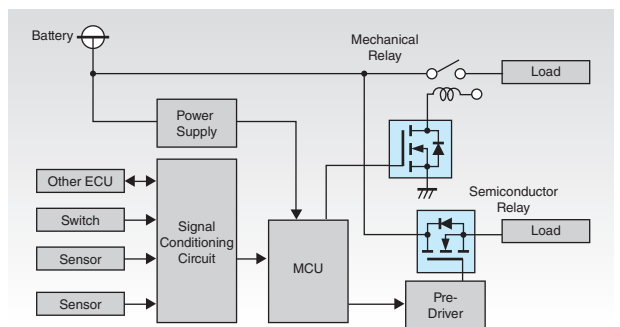 Battery
Mechanical
Relay
Load
Power
Supply
Other ECU
Switch
Sensor
Sensor
Signal
Conditioning
Circuit
MCU
Semiconductor
Relay
Load
Pre-
Driver